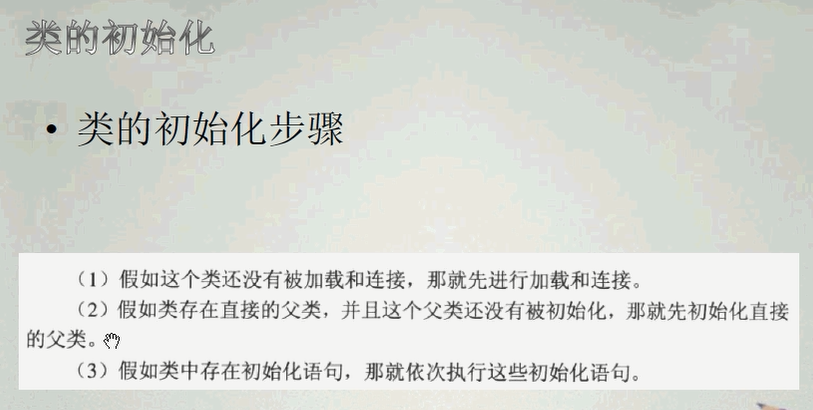 类的初始化
• 类的初始化步骤
（1）假如这个类还没有被加载和连接，那就先进行加载和连接。
（2）假如类存在直接的父类，并且这个父类还没有被初始化，那就先初始化直接
的父类。
（3）假如类中存在初始化语句，那就依次执行这些初始化语句。